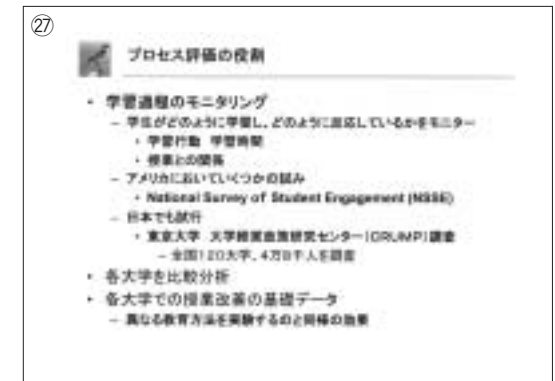 ㉗
プロセス評価の役割
・ 学習過程のモニタリング
– 学生がどのように学習し、どのように反応しているかをモニター
・ 学習行動 学習時間
・ 授業との関係
– アメリカにおいていくつかの試み
・ National Survey of Student Engagement (NSSE)
– 日本でも試行
・ 東京大学 大学経営政策研究センター(CRUMP)調査
– 全国120大学、4万8千人を調査
・ 各大学を比較分析
・ 各大学での授業改善の基礎データ
– 異なる教育方法を実験するのと同様の効果